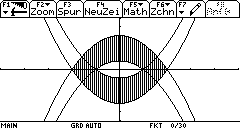 F1 F2 F3 F4 F5 F6 F7
Zoom Spur NeuZei Math Zchn
MAIN GRD AUTO FKT 0/30